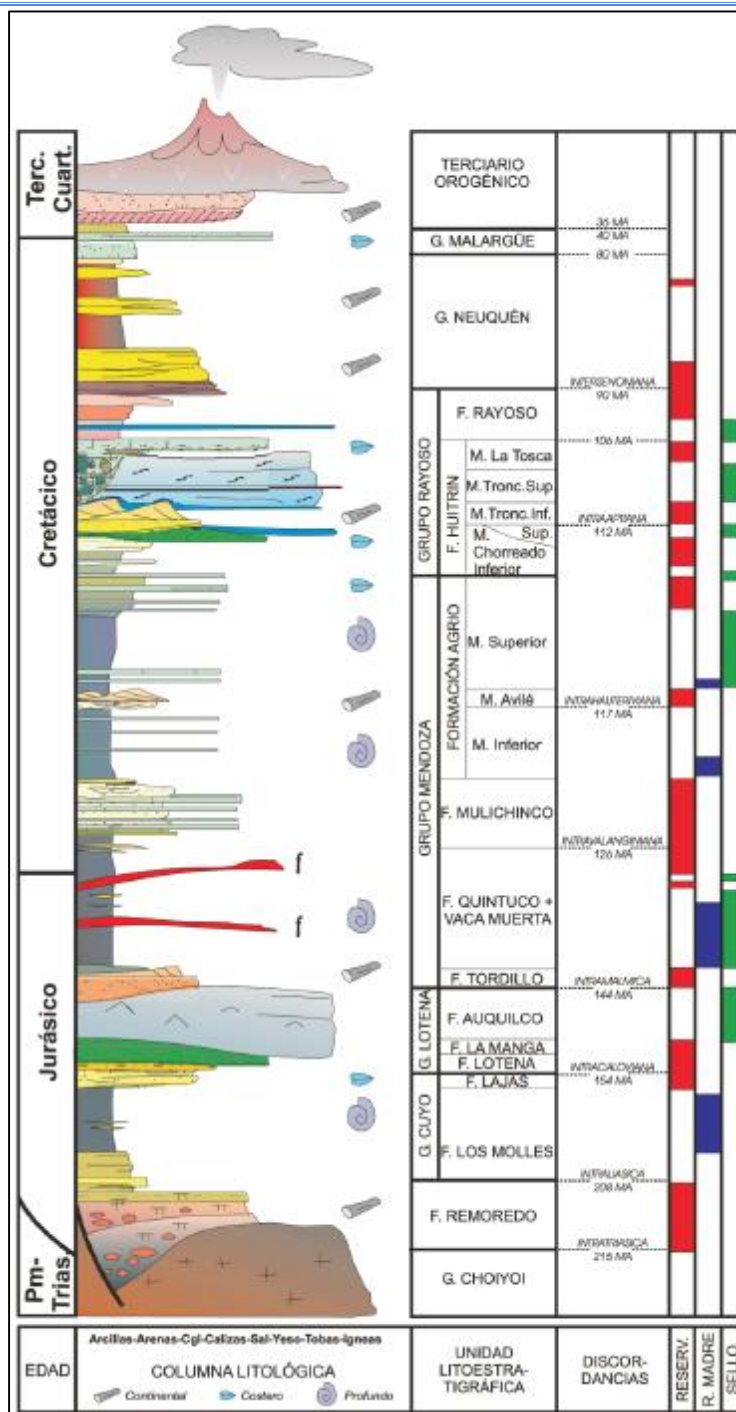 Terc.
Cuart.
Cretácico
Jurásico
Pm-
Trias.
f
f
TERCIARIO
OROGÉNICO
G. MALARGÜE
G. NEUQUÉN
GRUPO RAYOSO
F. RAYOSO
F. HUITRIN
M. La Tosca
M.Tronc.Sup
M.Tronc.Inf.
M. Sup.
Chorreado
Inferior
GRUPO MENDOZA
FORMACIÓN AGRIO
M. Superior
M. Avilé
M. Inferior
F. MULICHINCO
F. QUINTUCO +
VACA MUERTA
F. TORDILLO
G. LOTENA
F. AUQUILCO
F. LA MANGA
F. LOTENA
G. CUYO
F. LAJAS
F. LOS MOLLES
F. REMOREDO
G. CHOIYOI
36 MA
40 MA
80 MA
INTERSENONIANA
90 MA
106 MA
INTRAAPTIANA
112 MA
INTRAHAUTERIVIANA
117 MA
INTRAVALANGINIANA
126 MA
INTRAMALMICA
144 MA
INTRACALOVIANA
154 MA
INTRALIASICA
208 MA
INTRATRIASICA
215 MA
EDAD
Arcillas-Arenas-Cgl-Calizas-Sal-Yeso-Tobas-Igneas
COLUMNA LITOLÓGICA
Continental Costero Profundo
UNIDAD
LITOESTRA-
TIGRÁFICA
DISCOR-
DANCIAS
RESERV.
R. MADRE
SELLO